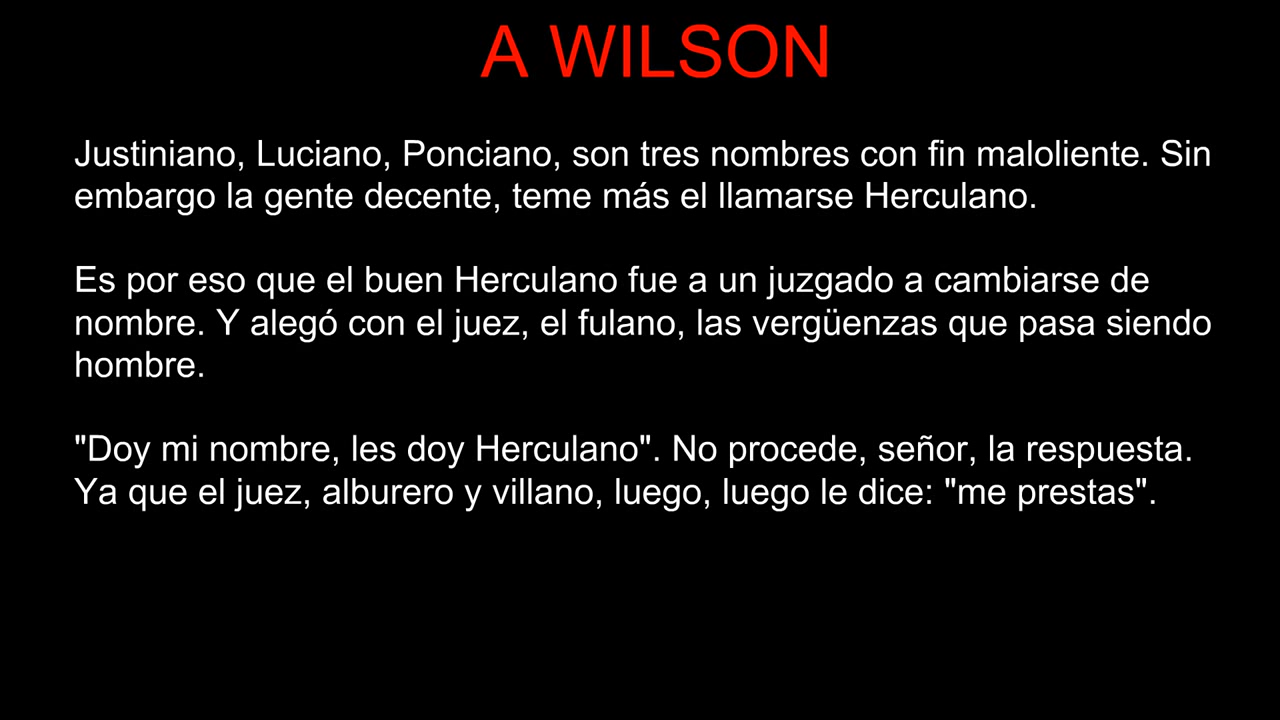 A WILSON
Justiniano, Luciano, Ponciano, son tres nombres con fin maloliente. Sin
embargo la gente decente, teme más el llamarse Herculano.
Es por eso que el buen Herculano fue a un juzgado a cambiarse de
nombre. Y alegó con el juez, el fulano, las vergüenzas que pasa siendo
hombre.
"Doy mi nombre, les doy Herculano". No procede, señor, la respuesta.
Ya que el juez, alburero y villano, luego, luego le dice: "me prestas".